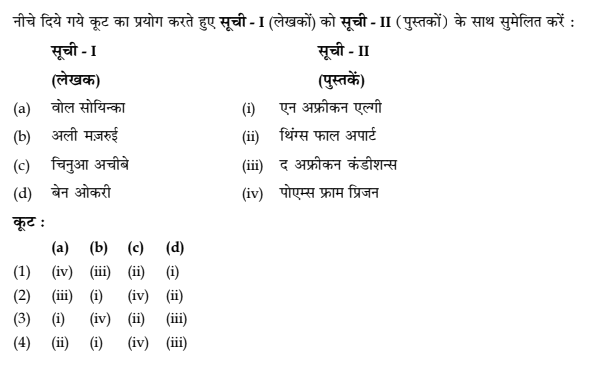 नीचे दिये गये कूट का प्रयोग करते हुए सूची - I (लेखकों) को सूची - II (पुस्तकों) के साथ सुमेलित करें :
सूची - I सूची - II
(लेखक) (पुस्तकें)
(a) वोल सोयिन्का (i) एन अफ्रीकन एल्गी
(b) अली मज़रुई (ii) थिंग्स फाल अपार्ट
(c) चिनुआ अचीबे (iii) द अफ्रीकन कंडीशन्स
(d) बेन ओकरी (iv) पोएम्स फ्राम प्रिजन
कूट :
(a) (b) (c) (d)
(1) (iv) (iii) (ii) (i)
(2) (iii) (i) (iv) (ii)
(3) (i) (iv) (ii) (iii)
(4) (ii) (i) (iv) (iii)